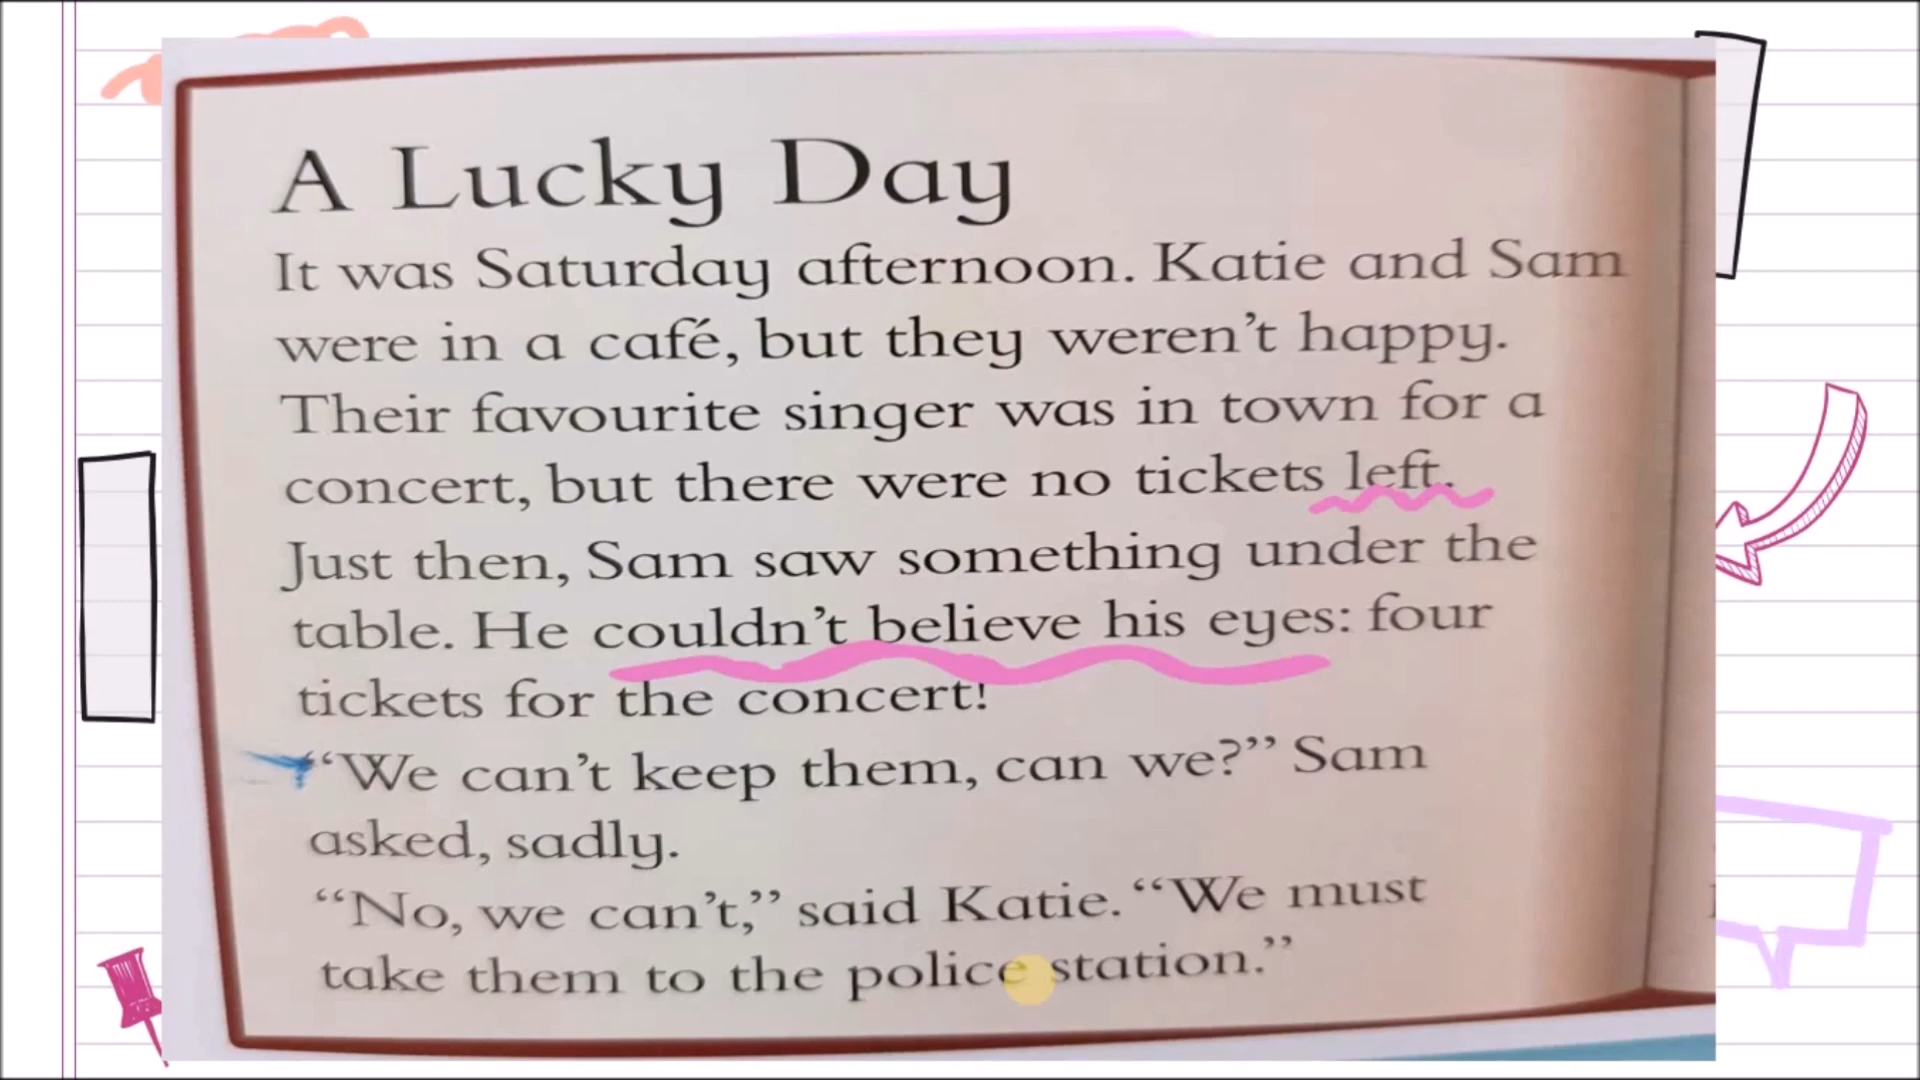 A Lucky Day
It was Saturday afternoon. Katie and Sam
were in a café, but they weren't happy.
Their favourite singer was in town for a
concert, but there were no tickets left.
Just then, Sam saw something under the
table. He couldn't believe his eyes: four
tickets for the concert!
“We can't keep them, can we?” Sam
asked, sadly.
“No, we can't,” said Katie. “We must
take them to the police station.”